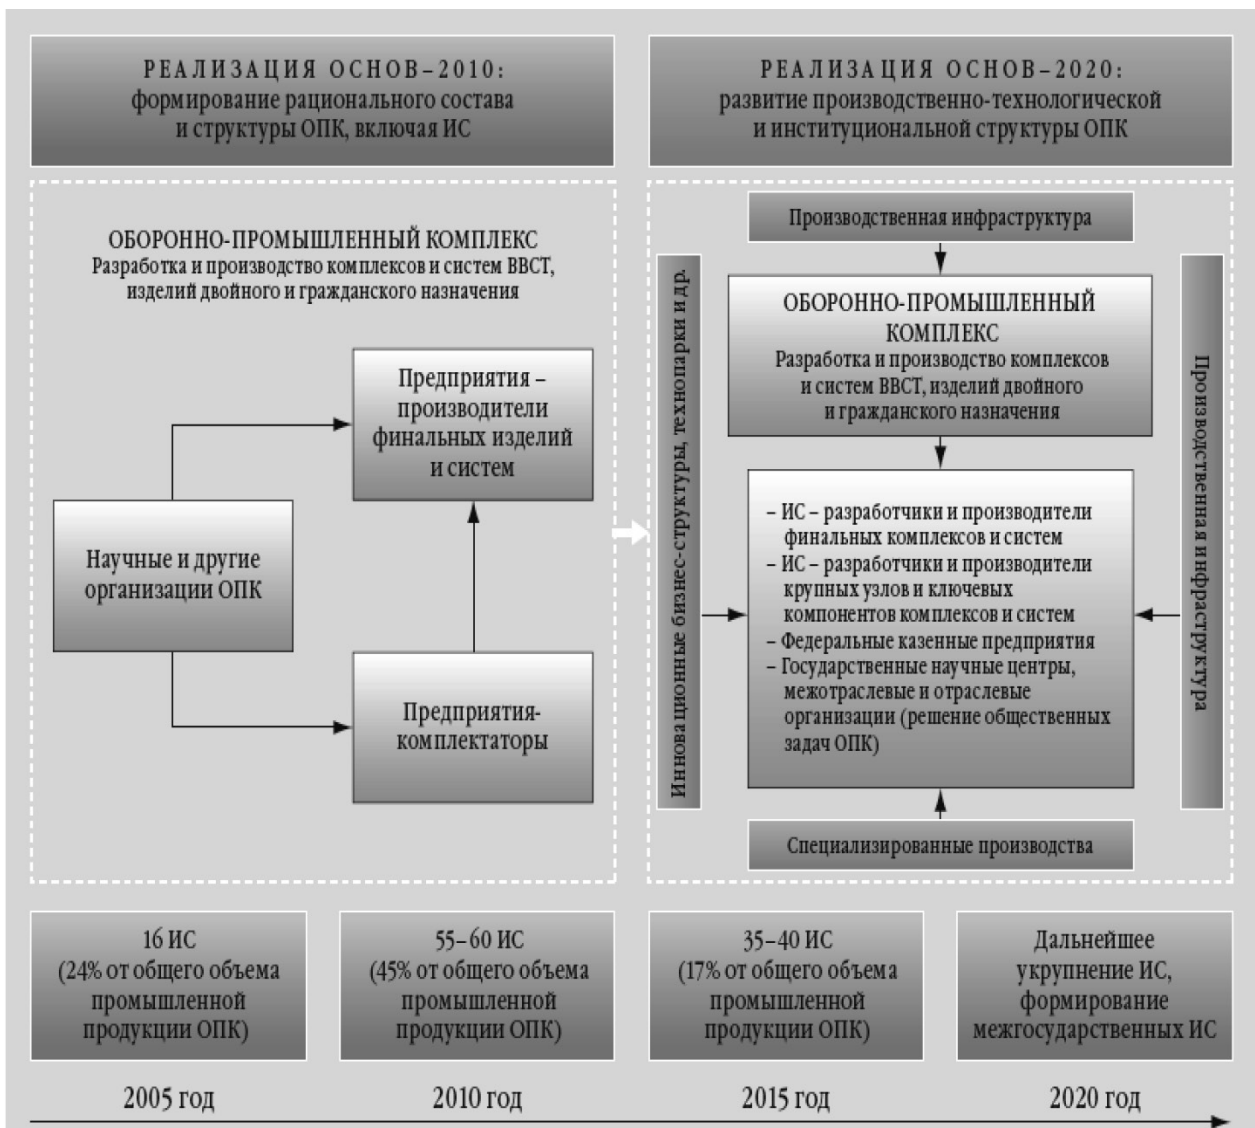 РЕАЛИЗАЦИЯ ОСНОВ–2010:
формирование рационального состава
и структуры ОПК, включая ИС
РЕАЛИЗАЦИЯ ОСНОВ–2020:
развитие производственно-технологической
и институциональной структуры ОПК
ОБОРОННО-ПРОМЫШЛЕННЫЙ КОМПЛЕКС
Разработка и производство комплексов и систем ВВСТ,
изделий двойного и гражданского назначения
Предприятия –
производители
финальных изделий
и систем
Научные и другие
организации ОПК
Предприятия-
комплектаторы
Производственная инфраструктура
Инновационные бизнес-структуры, технопарки и др.
ОБОРОННО-ПРОМЫШЛЕННЫЙ
КОМПЛЕКС
Разработка и производство комплексов
и систем ВВСТ, изделий двойного
и гражданского назначения
– ИС – разработчики и производители
финальных комплексов и систем
– ИС – разработчики и производители
крупных узлов и ключевых
компонентов комплексов и систем
– Федеральные казенные предприятия
– Государственные научные центры,
межотраслевые и отраслевые
организации (решение общественных
задач ОПК)
Производственная инфраструктура
Специализированные производства
16 ИС
(24% от общего объема
промышленной
продукции ОПК)
55–60 ИС
(45% от общего объема
промышленной
продукции ОПК)
35–40 ИС
(17% от общего объема
промышленной
продукции ОПК)
Дальнейшее
укрупнение ИС,
формирование
межгосударственных ИС
2005 год
2010 год
2015 год
2020 год